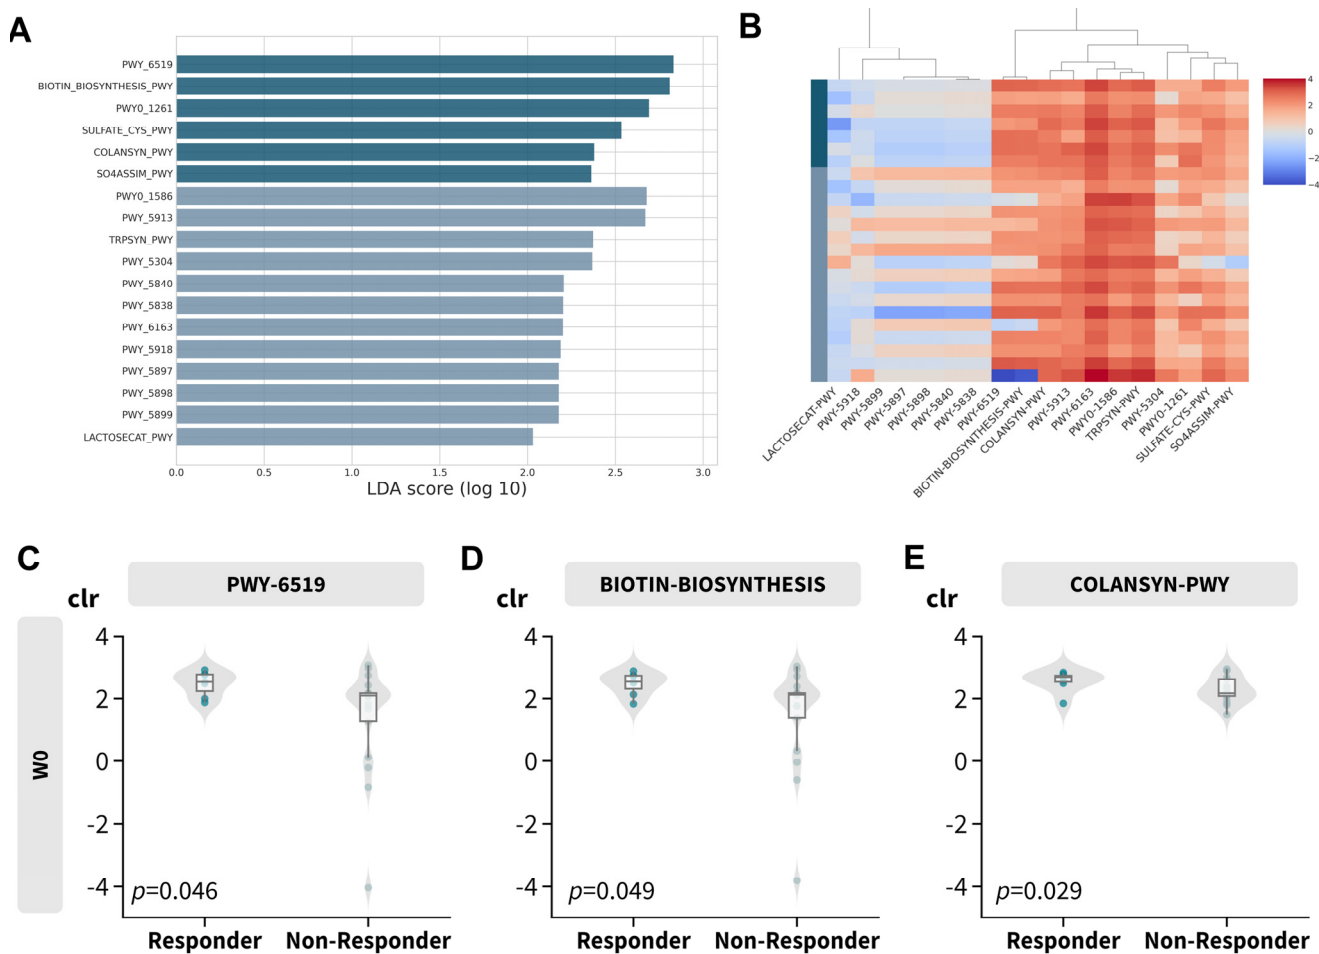 A
PWY_6519
BIOTIN_BIOSYNTHESIS_PWY
PWY0_1261
SULFATE_CYS_PWY
COLANSYN_PWY
SO4ASSIM_PWY
PWY0_1586
PWY_5913
TRPSYN_PWY
PWY_5304
PWY_5840
PWY_5838
PWY_6163
PWY_5918
PWY_5897
PWY_5898
PWY_5899
LACTOSECAT_PWY
0.0 0.5 1.0 1.5 2.0 2.5 3.0
LDA score (log 10)
B
4
2
0
−2
−4
LACTOSECAT-PWY
PWY-5918
PWY-5899
PWY-5897
PWY-5898
PWY-5840
PWY-5838
PWY-6519
BIOTIN-BIOSYNTHESIS-PWY
COLANSYN-PWY
PWY-5913
PWY-6163
PWY0-1586
TRPSYN-PWY
PWY-5304
PWY0-1261
SULFATE-CYS-PWY
SO4ASSIM-PWY
C
PWY-6519
clr
W0
4
2
0
-2
-4
p=0.046
Responder Non-Responder
D
BIOTIN-BIOSYNTHESIS
clr
4
2
0
-2
-4
p=0.049
Responder Non-Responder
E
COLANSYN-PWY
clr
4
2
0
-2
-4
p=0.029
Responder Non-Responder